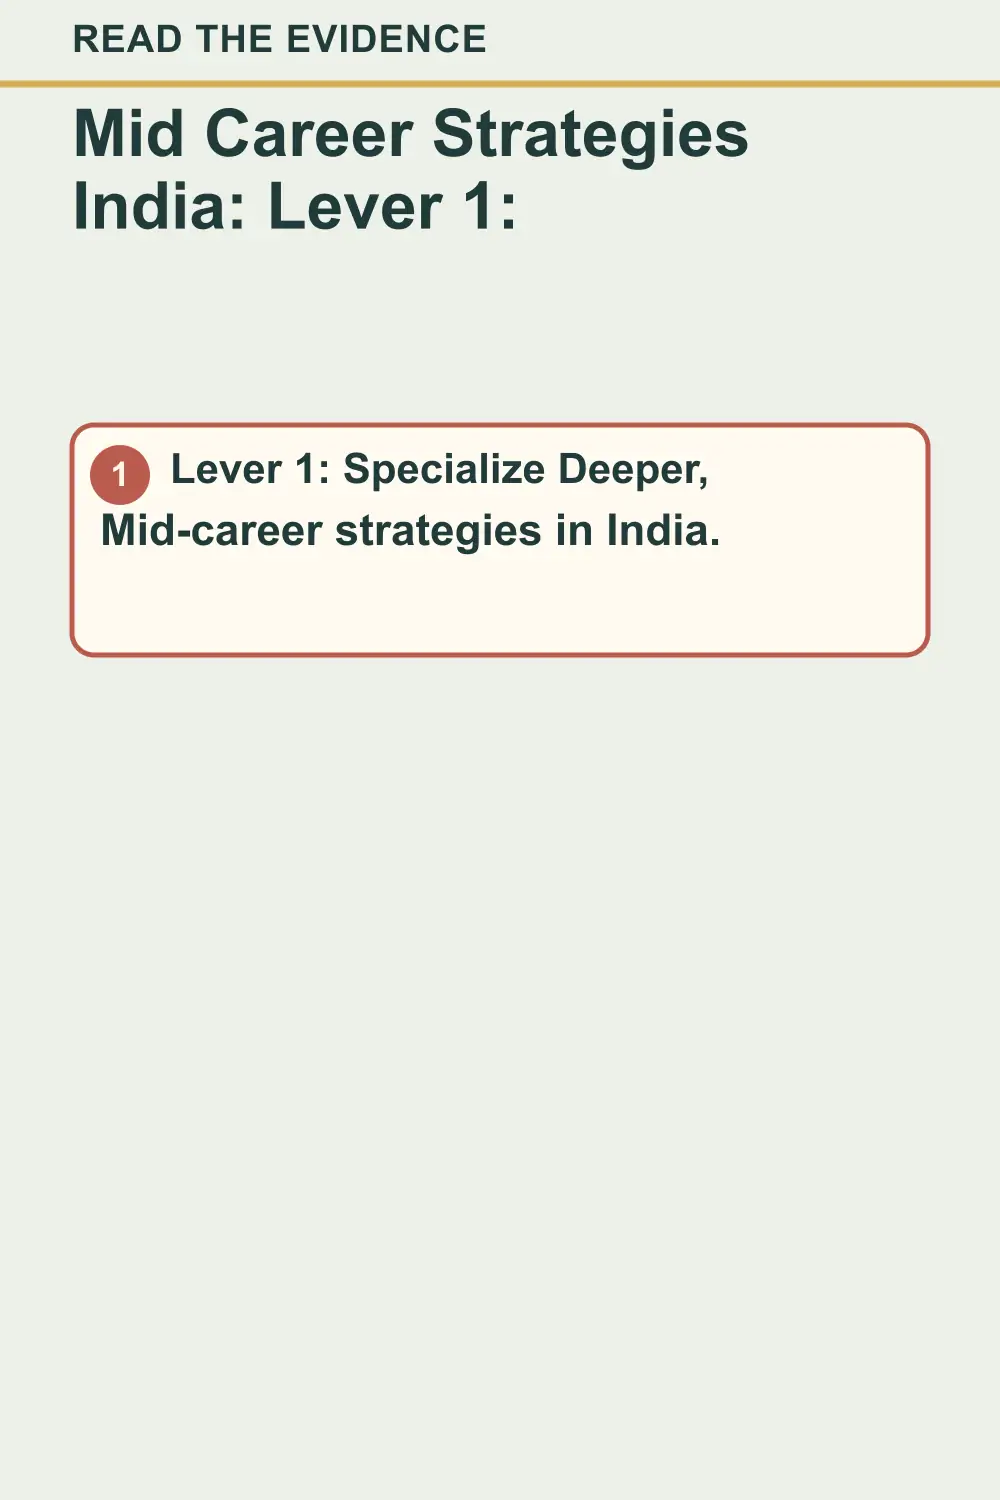 READ THE EVIDENCE
Mid Career Strategies
India: Lever 1:
1 Lever 1: Specialize Deeper,
Mid-career strategies in India.